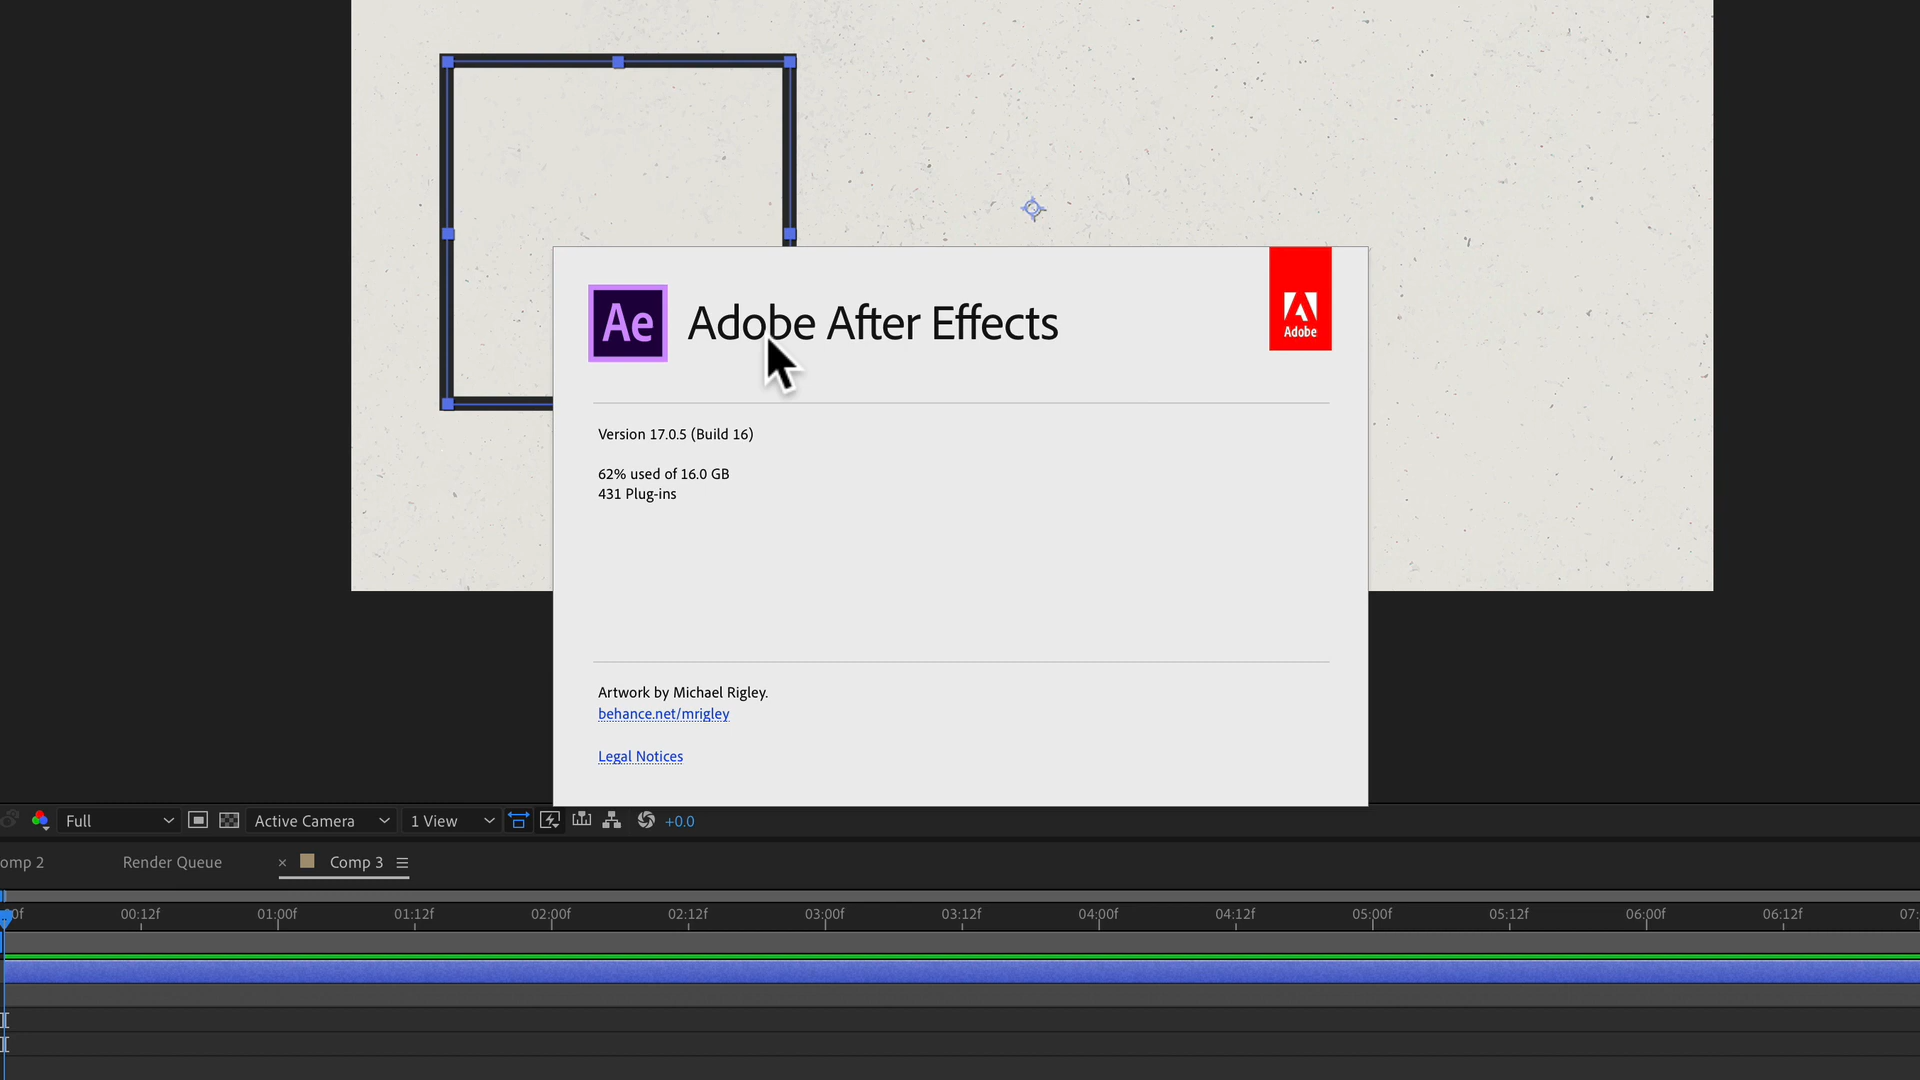 Ae Adobe After Effects
Adobe
Version 17.0.5 (Build 16)
62% used of 16.0 GB
431 Plug-ins
Artwork by Michael Rigley.
behance.net/mrigley
Legal Notices
Full Active Camera 1 View +0.0
omp 2 Render Queue × Comp 3
00f 00:12f 01:00f 01:12f 02:00f 02:12f 03:00f 03:12f 04:00f 04:12f 05:00f 05:12f 06:00f 06:12f 07: